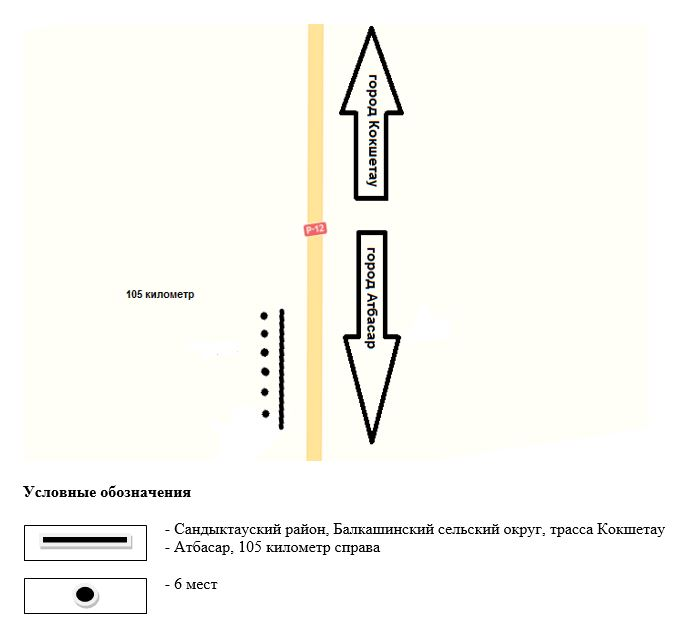 город Кокшетау
Р-12
город Атбасар
105 километр
Условные обозначения
- Сандыктауский район, Балкашинский сельский округ, трасса Кокшетау
- Атбасар, 105 километр справа
- 6 мест